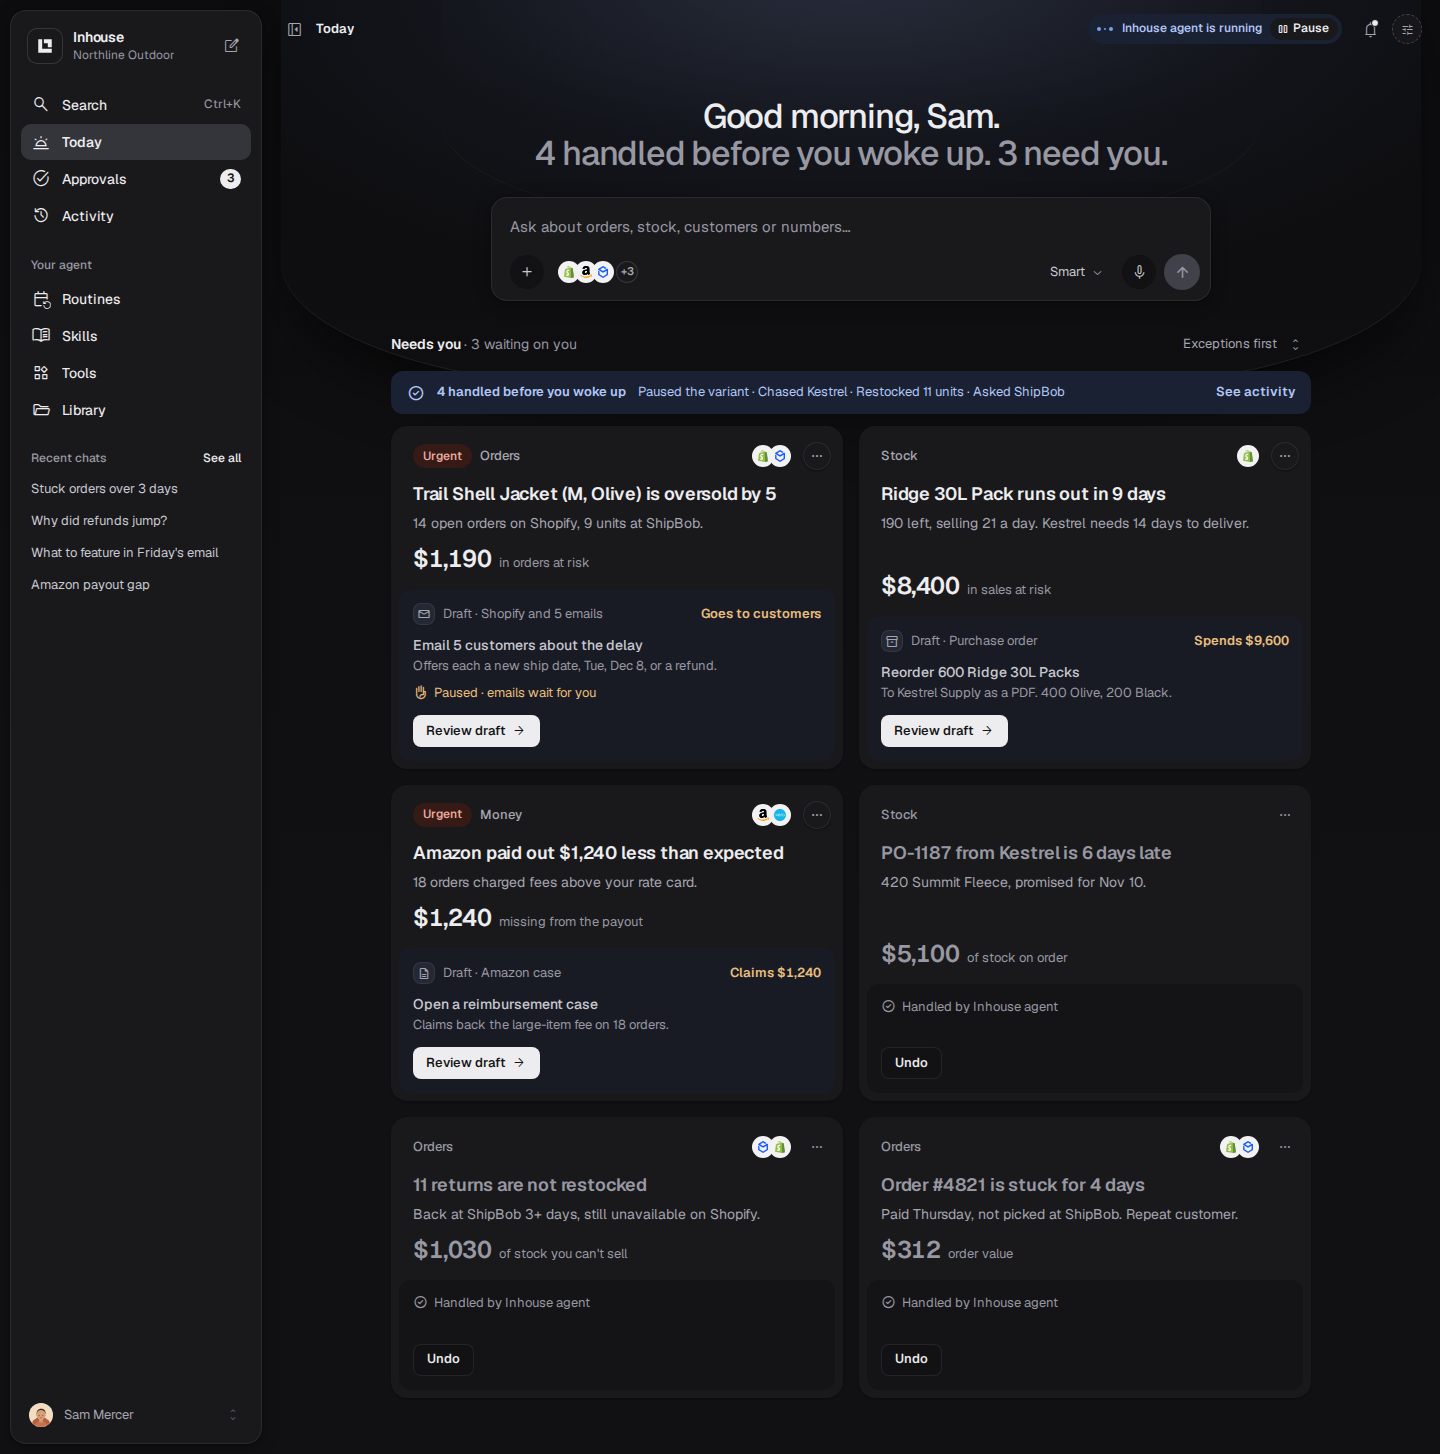 Inhouse
Northline Outdoor
Search Ctrl+K
Today
Approvals 3
Activity
Your agent
Routines
Skills
Tools
Library
Recent chats See all
Stuck orders over 3 days
Why did refunds jump?
What to feature in Friday's email
Amazon payout gap
Sam Mercer
Today
Inhouse agent is running Pause
Good morning, Sam.
4 handled before you woke up. 3 need you.
Ask about orders, stock, customers or numbers...
+3
Smart
Needs you · 3 waiting on you
Exceptions first
4 handled before you woke up Paused the variant · Chased Kestrel · Restocked 11 units · Asked ShipBob See activity
Urgent Orders
Trail Shell Jacket (M, Olive) is oversold by 5
14 open orders on Shopify, 9 units at ShipBob.
$1,190 in orders at risk
Draft · Shopify and 5 emails Goes to customers
Email 5 customers about the delay
Offers each a new ship date, Tue, Dec 8, or a refund.
Paused · emails wait for you
Review draft
Stock
Ridge 30L Pack runs out in 9 days
190 left, selling 21 a day. Kestrel needs 14 days to deliver.
$8,400 in sales at risk
Draft · Purchase order Spends $9,600
Reorder 600 Ridge 30L Packs
To Kestrel Supply as a PDF. 400 Olive, 200 Black.
Review draft
Urgent Money
Amazon paid out $1,240 less than expected
18 orders charged fees above your rate card.
$1,240 missing from the payout
Draft · Amazon case Claims $1,240
Open a reimbursement case
Claims back the large-item fee on 18 orders.
Review draft
Stock
PO-1187 from Kestrel is 6 days late
420 Summit Fleece, promised for Nov 10.
$5,100 of stock on order
Handled by Inhouse agent
Undo
Orders
11 returns are not restocked
Back at ShipBob 3+ days, still unavailable on Shopify.
$1,030 of stock you can't sell
Handled by Inhouse agent
Undo
Orders
Order #4821 is stuck for 4 days
Paid Thursday, not picked at ShipBob. Repeat customer.
$312 order value
Handled by Inhouse agent
Undo